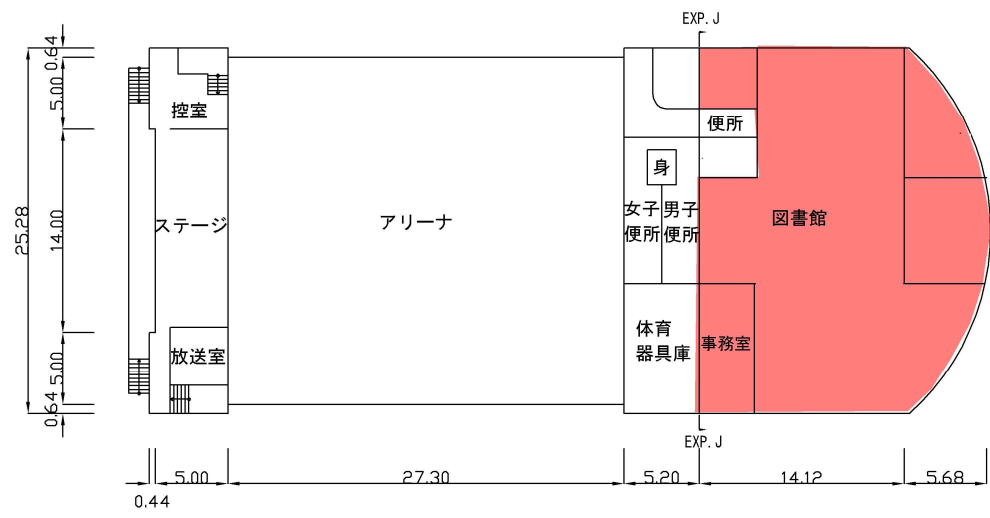 EXP. J
0.64
5.00
14.00
25.28
5.00
0.64
控室
ステージ
放送室
アリーナ
便所
身
女子
便所
男子
便所
図書館
体育
器具庫
事務室
EXP. J
0.44
5.00
27.30
5.20
14.12
5.68